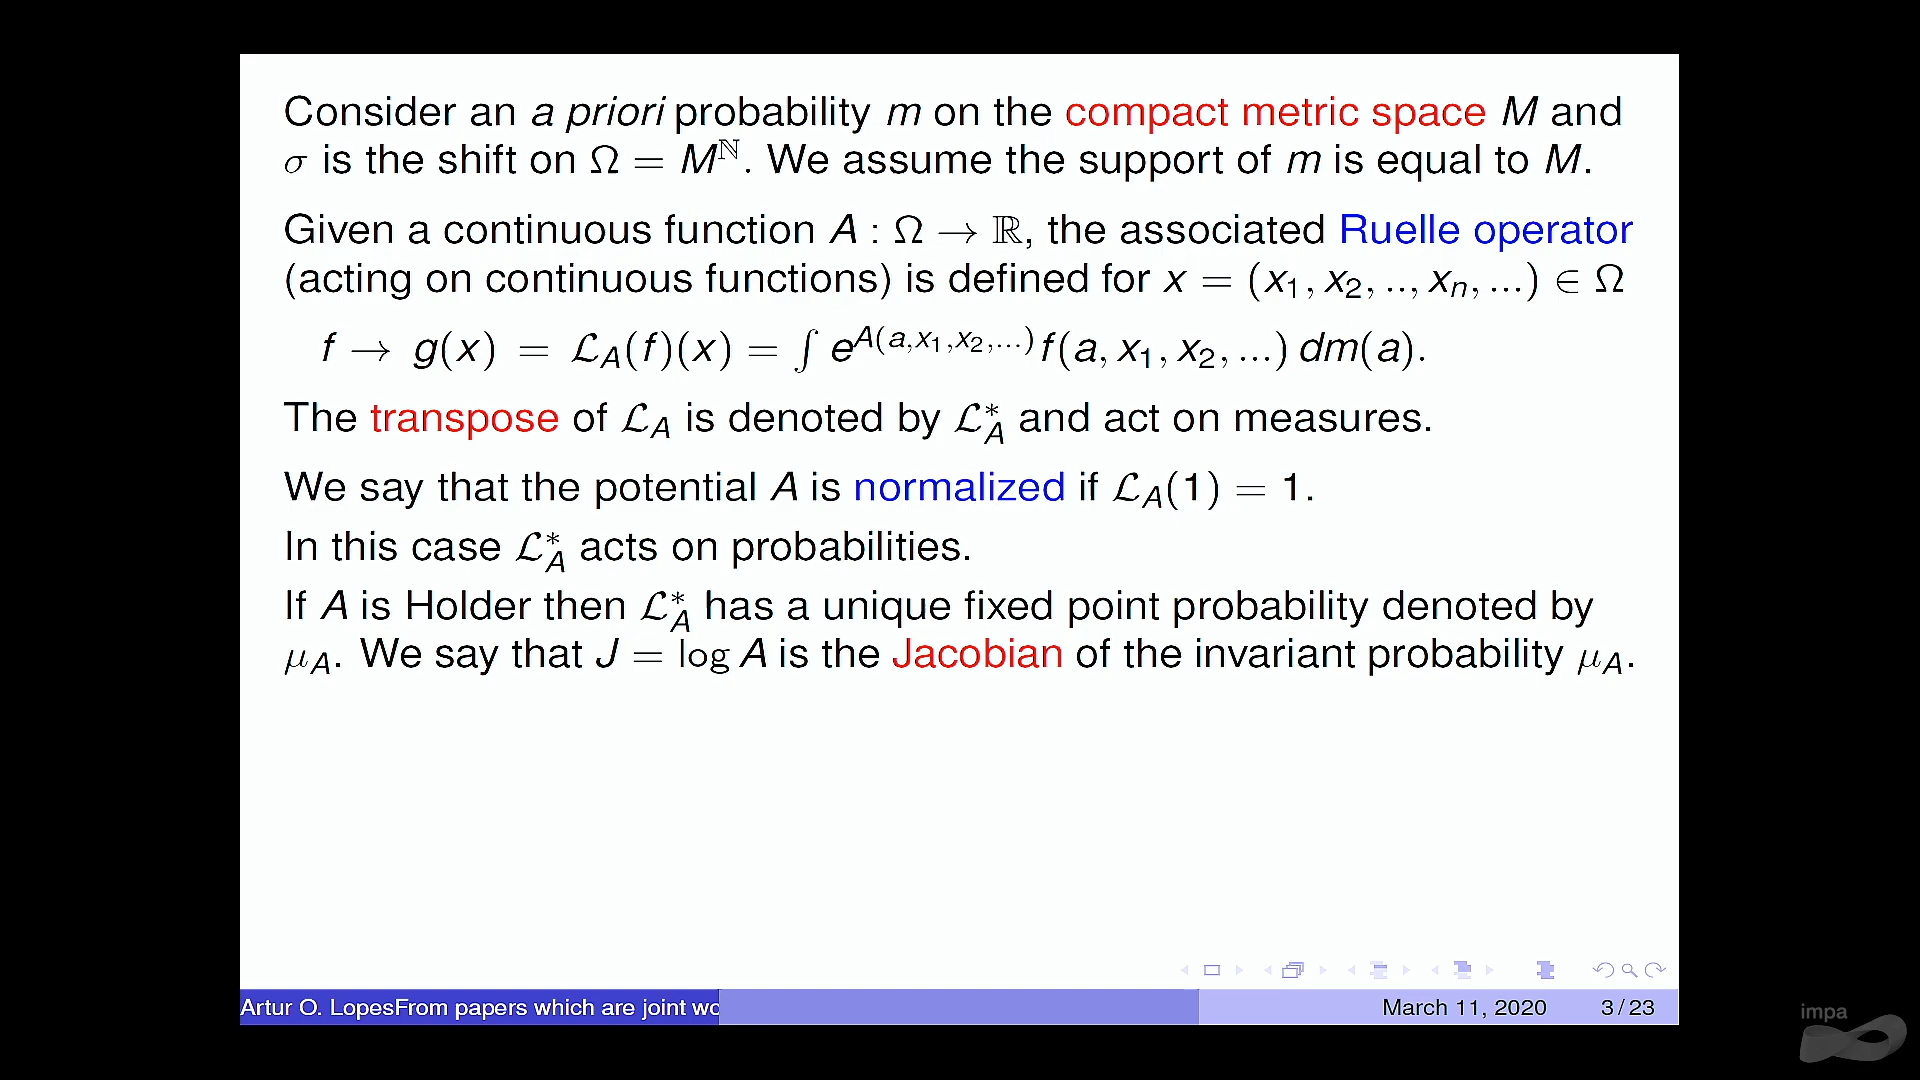 Consider an a priori probability m on the compact metric space M and
σ is the shift on Ω = M^ℕ. We assume the support of m is equal to M.
Given a continuous function A : Ω → ℝ, the associated Ruelle operator
(acting on continuous functions) is defined for x = (x₁, x₂, .., xₙ, ...) ∈ Ω
f → g(x) = ℒ_A(f)(x) = ∫ e^{A(a,x₁,x₂,...)} f(a, x₁, x₂, ...) dm(a).
The transpose of ℒ_A is denoted by ℒ*_A and act on measures.
We say that the potential A is normalized if ℒ_A(1) = 1.
In this case ℒ*_A acts on probabilities.
If A is Holder then ℒ*_A has a unique fixed point probability denoted by
μ_A. We say that J = log A is the Jacobian of the invariant probability μ_A.
Artur O. LopesFrom papers which are joint wo
March 11, 2020 3 / 23
impa